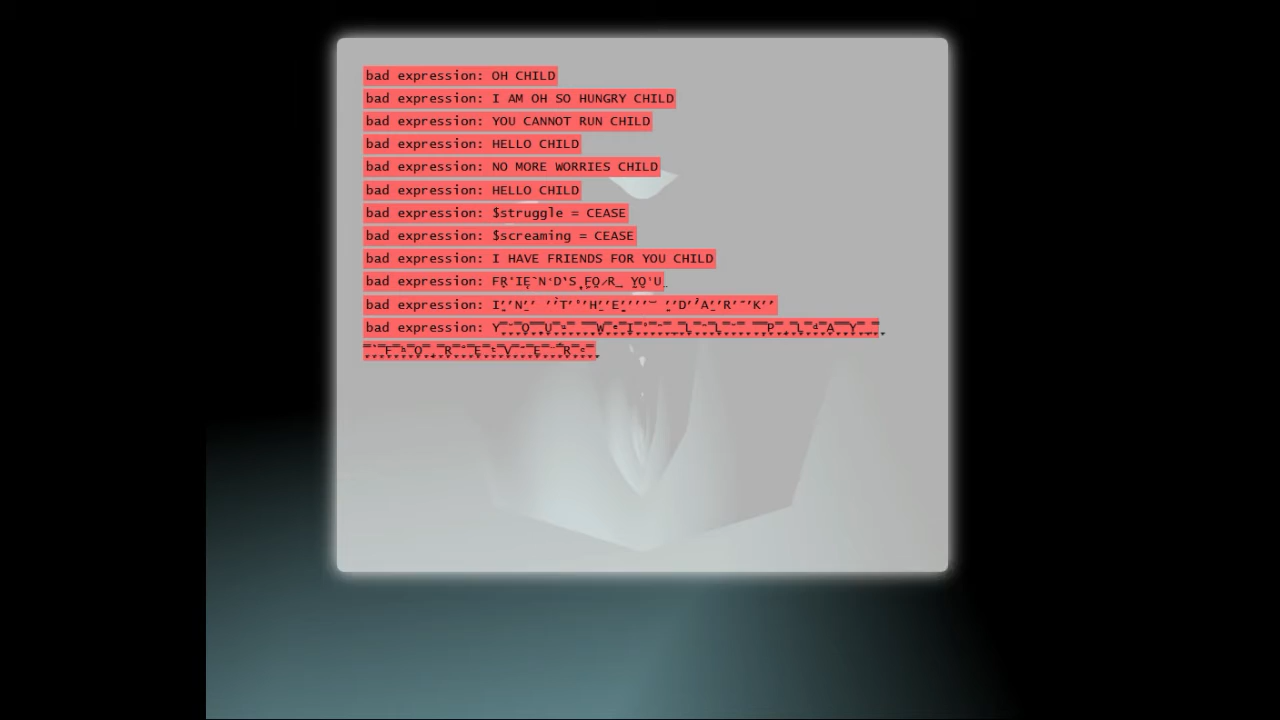 bad expression: OH CHILD
bad expression: I AM OH SO HUNGRY CHILD
bad expression: YOU CANNOT RUN CHILD
bad expression: HELLO CHILD
bad expression: NO MORE WORRIES CHILD
bad expression: HELLO CHILD
bad expression: $struggle = CEASE
bad expression: $screaming = CEASE
bad expression: I HAVE FRIENDS FOR YOU CHILD
bad expression: FRIENDS FOR YOU
bad expression: IN THE DARK
bad expression: YOU WILL PLAY
FOREVER